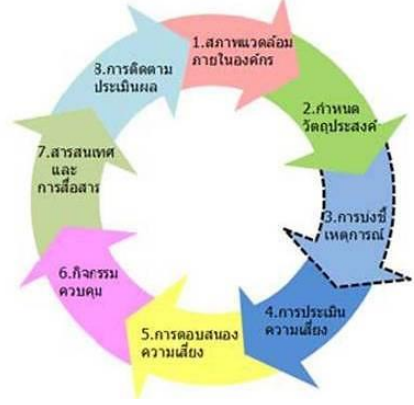 1.สภาพแวดล้อม
ภายในองค์กร
2.กำหนด
วัตถุประสงค์
3.การบ่งชี้
เหตุการณ์
4.การประเมิน
ความเสี่ยง
5.การตอบสนอง
ความเสี่ยง
6.กิจกรรม
ควบคุม
7.สารสนเทศ
และ
การสื่อสาร
8.การติดตาม
ประเมินผล